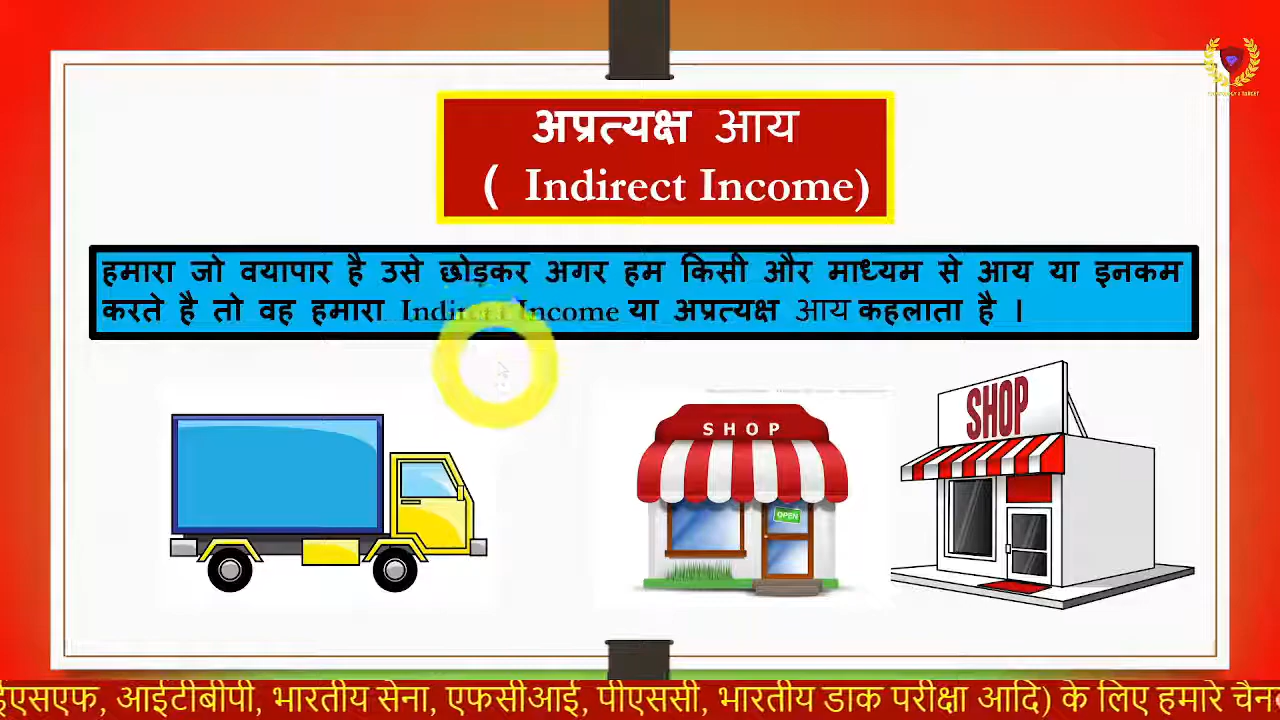 अप्रत्यक्ष आय
( Indirect Income)
हमारा जो वयापार है उसे छोड़कर अगर हम किसी और माध्यम से आय या इनकम
करते है तो वह हमारा Indirect Income या अप्रत्यक्ष आय कहलाता है ।
SHOP
SHOP
OPEN
ईएसएफ, आईटीबीपी, भारतीय सेना, एफसीआई, पीएससी, भारतीय डाक परीक्षा आदि) के लिए हमारे